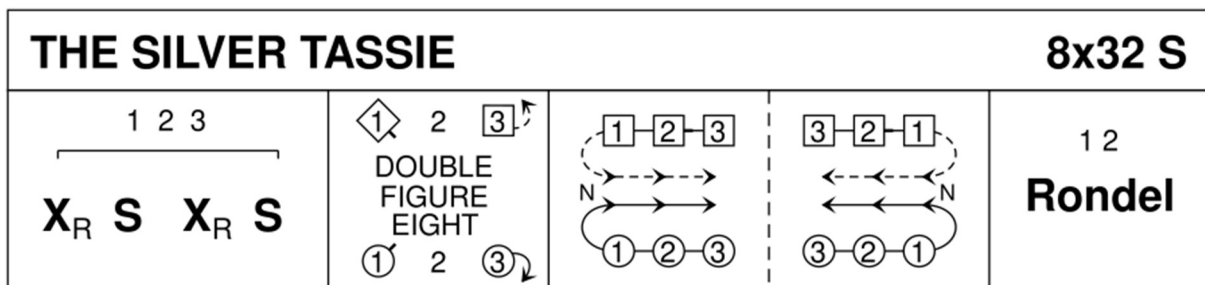 THE SILVER TASSIE 8x32 S
1 2 3
XR S XR S
1 2 3
DOUBLE
FIGURE
EIGHT
1 2 3
1 2 3
N
1 2 3
3 2 1
N
3 2 1
1 2
Rondel